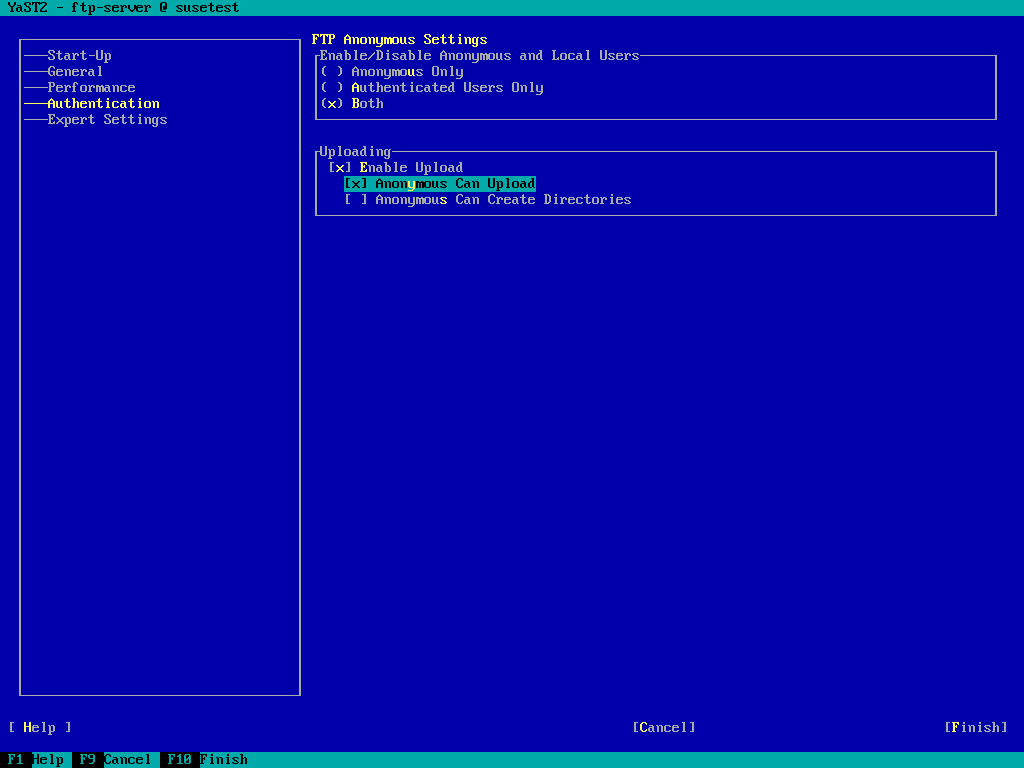 YaST2 - ftp-server @ susetest
FTP Anonymous Settings
Start-Up
General
Performance
Authentication
Expert Settings
Enable/Disable Anonymous and Local Users
( ) Anonymous Only
( ) Authenticated Users Only
(x) Both
Uploading
[x] Enable Upload
[x] Anonymous Can Upload
[ ] Anonymous Can Create Directories
[ Help ] [Cancel] [Finish]
F1 Help F9 Cancel F10 Finish